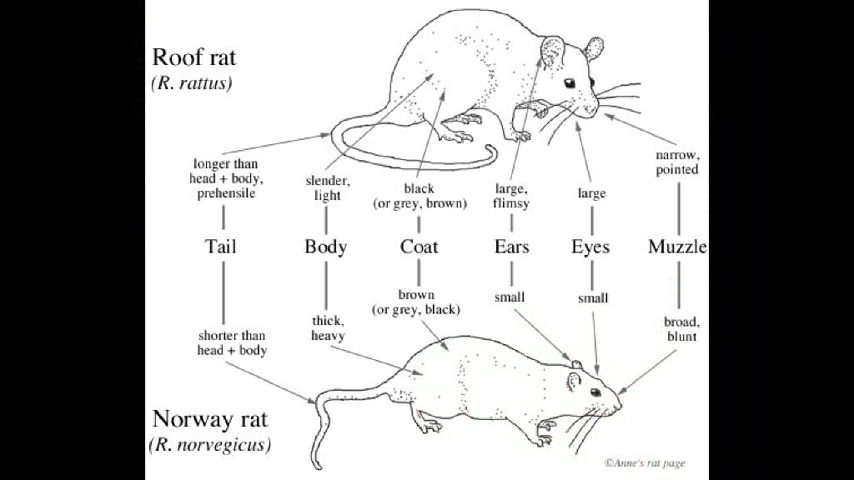 Roof rat
(R. rattus)
longer than
head + body,
prehensile
slender,
light
black
(or grey, brown)
large,
flimsy
large
narrow,
pointed
Tail
Body
Coat
Ears
Eyes
Muzzle
shorter than
head + body
thick,
heavy
brown
(or grey, black)
small
small
broad,
blunt
Norway rat
(R. norvegicus)
©Anne's rat page